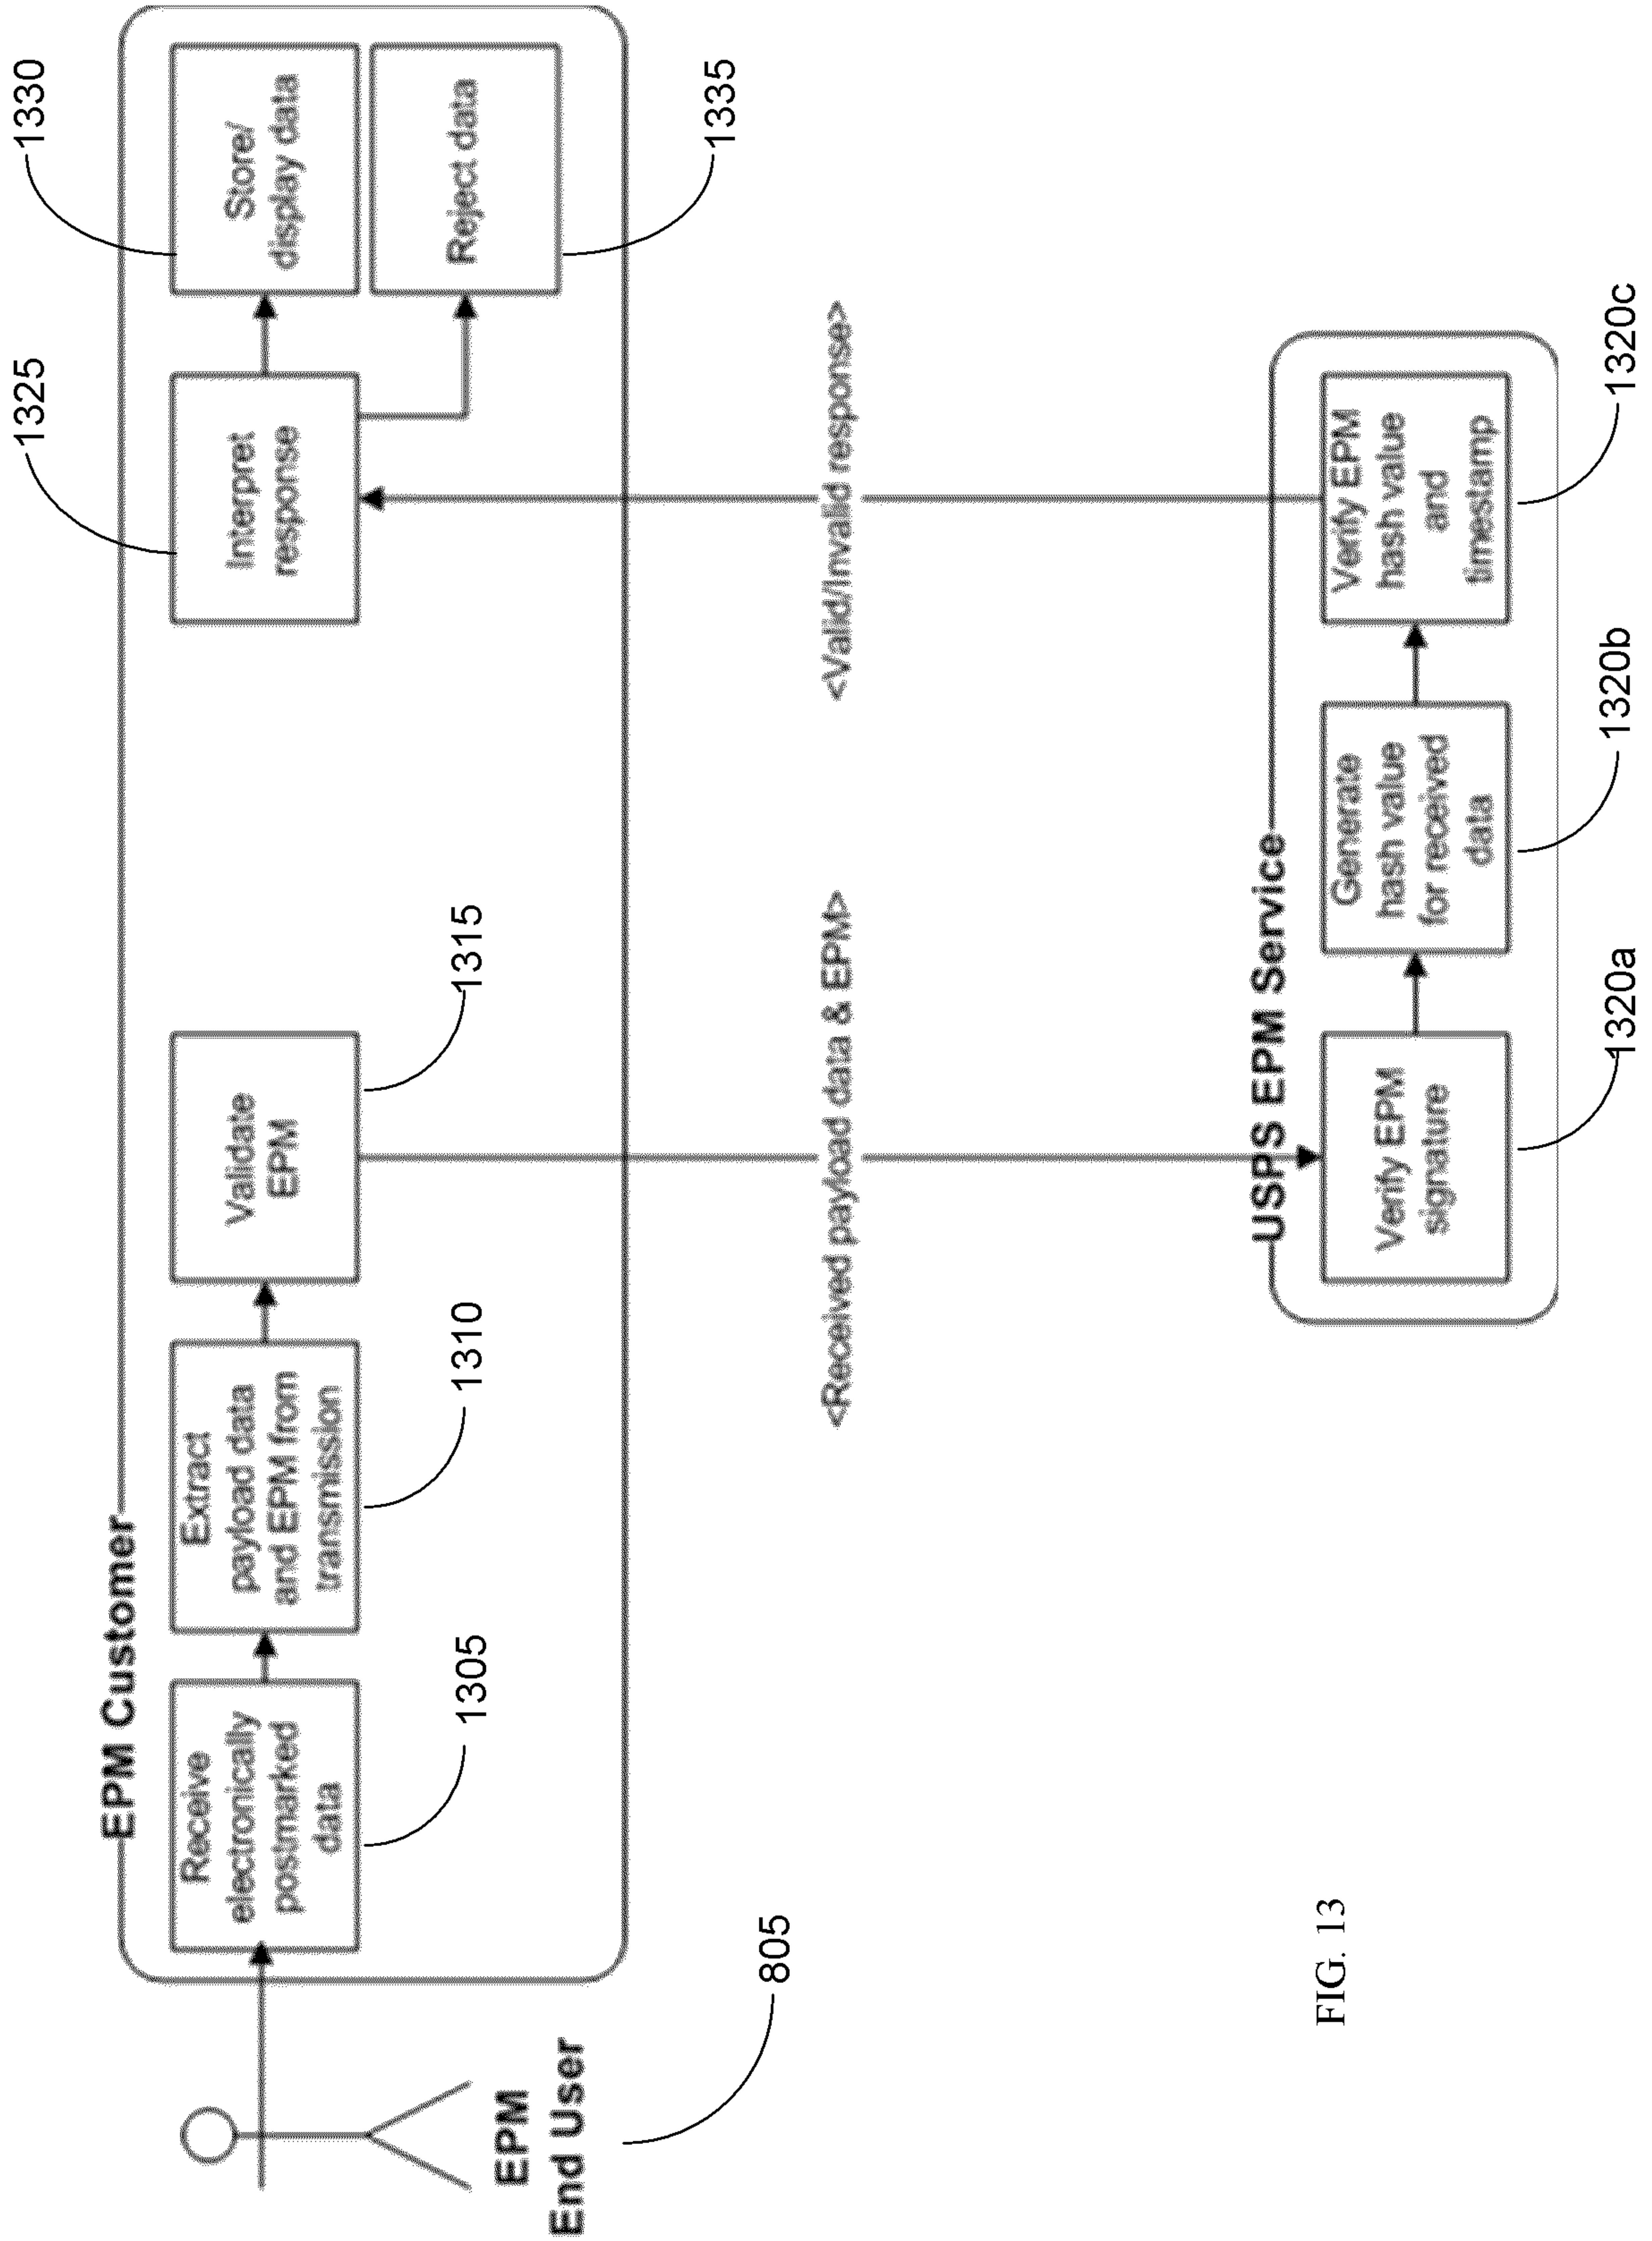 EPM Customer
1305
Receive
electronically
postmarked
data
1310
Extract
payload data
and EPM from
transmission
1315
Validate
EPM
1325
Interpret
response
1330
Store/
display data
Reject data
1335
EPM
End User
805
<Received payload data & EPM>
<Valid/Invalid response>
USPS EPM Service
Verify EPM
signature
1320a
Generate
hash value
for received
data
1320b
Verify EPM
hash value
and
timestamp
1320c
FIG. 13